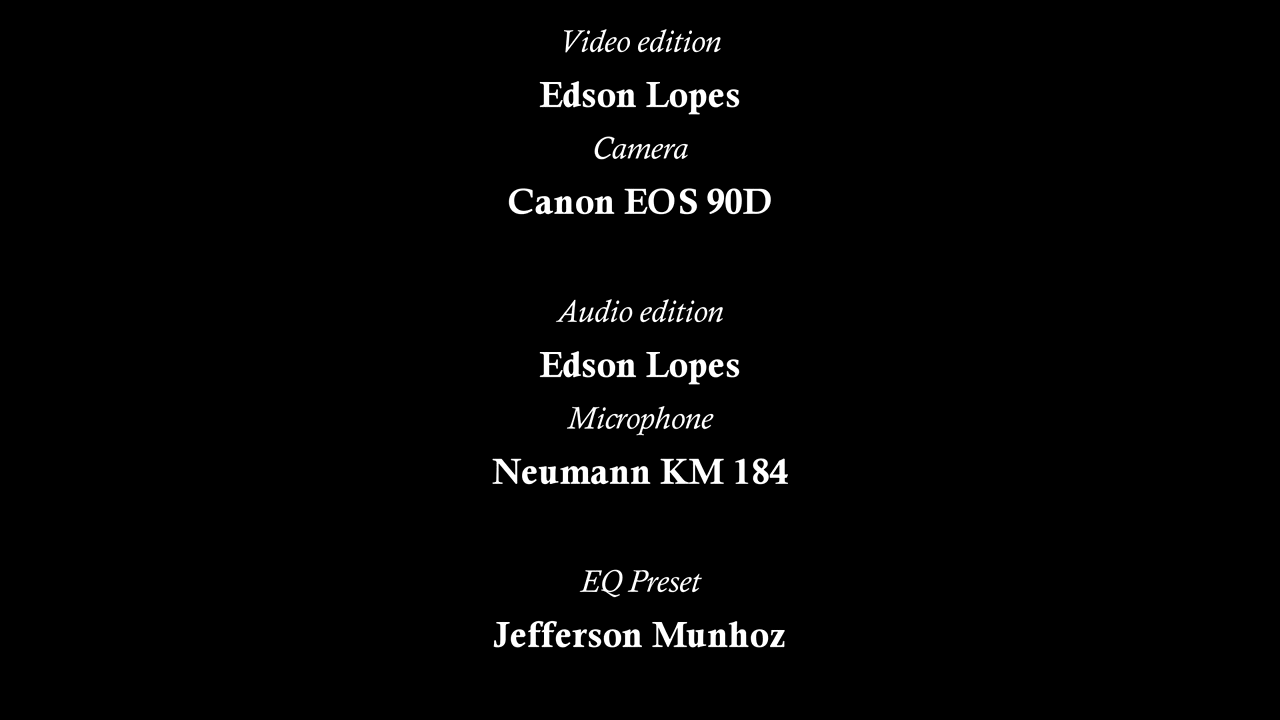 Video edition
Edson Lopes
Camera
Canon EOS 90D
Audio edition
Edson Lopes
Microphone
Neumann KM 184
EQ Preset
Jefferson Munhoz